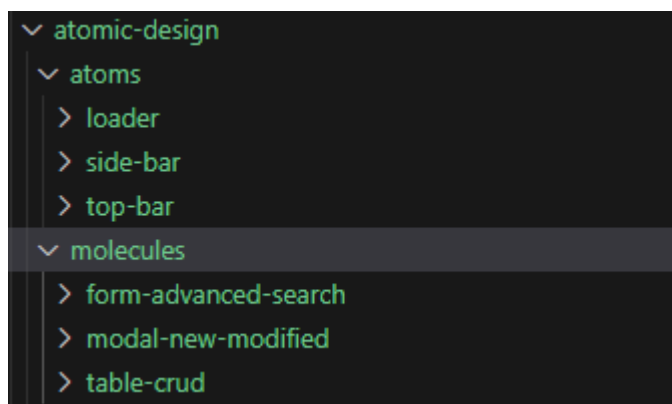 atomic-design
atoms
loader
side-bar
top-bar
molecules
form-advanced-search
modal-new-modified
table-crud